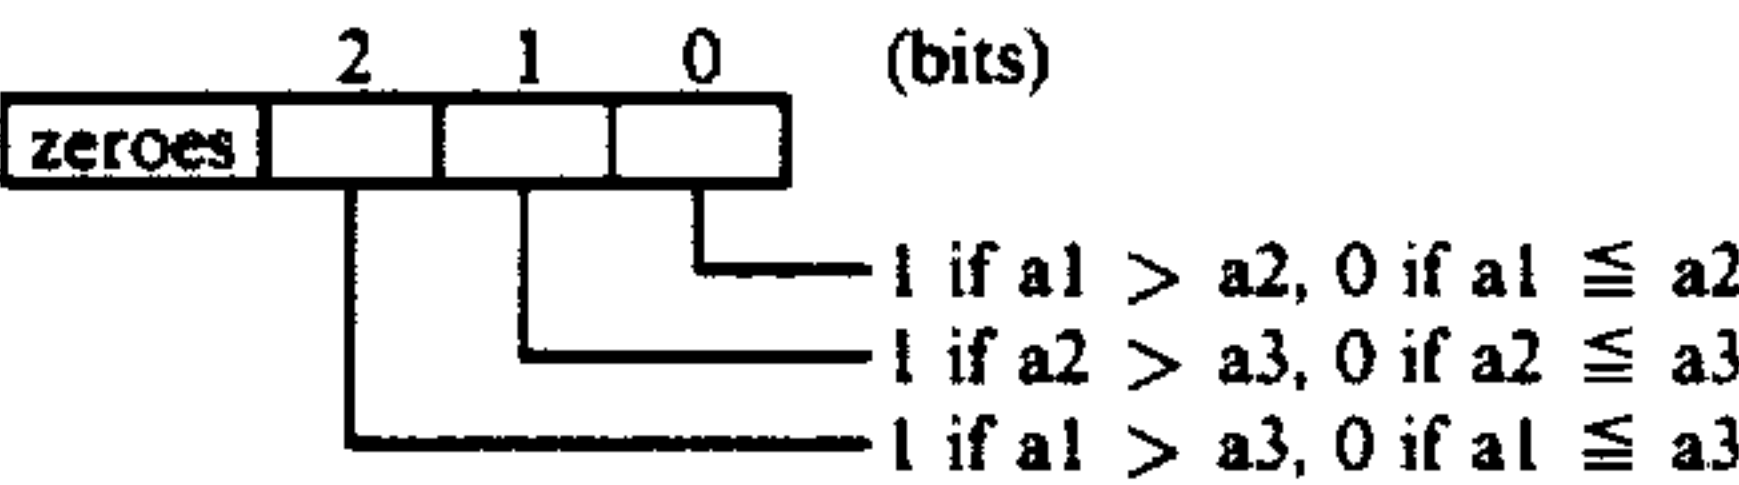 2 1 0 (bits)
zeroes
1 if a1 > a2, 0 if a1 ≦ a2
1 if a2 > a3, 0 if a2 ≦ a3
1 if a1 > a3, 0 if a1 ≦ a3